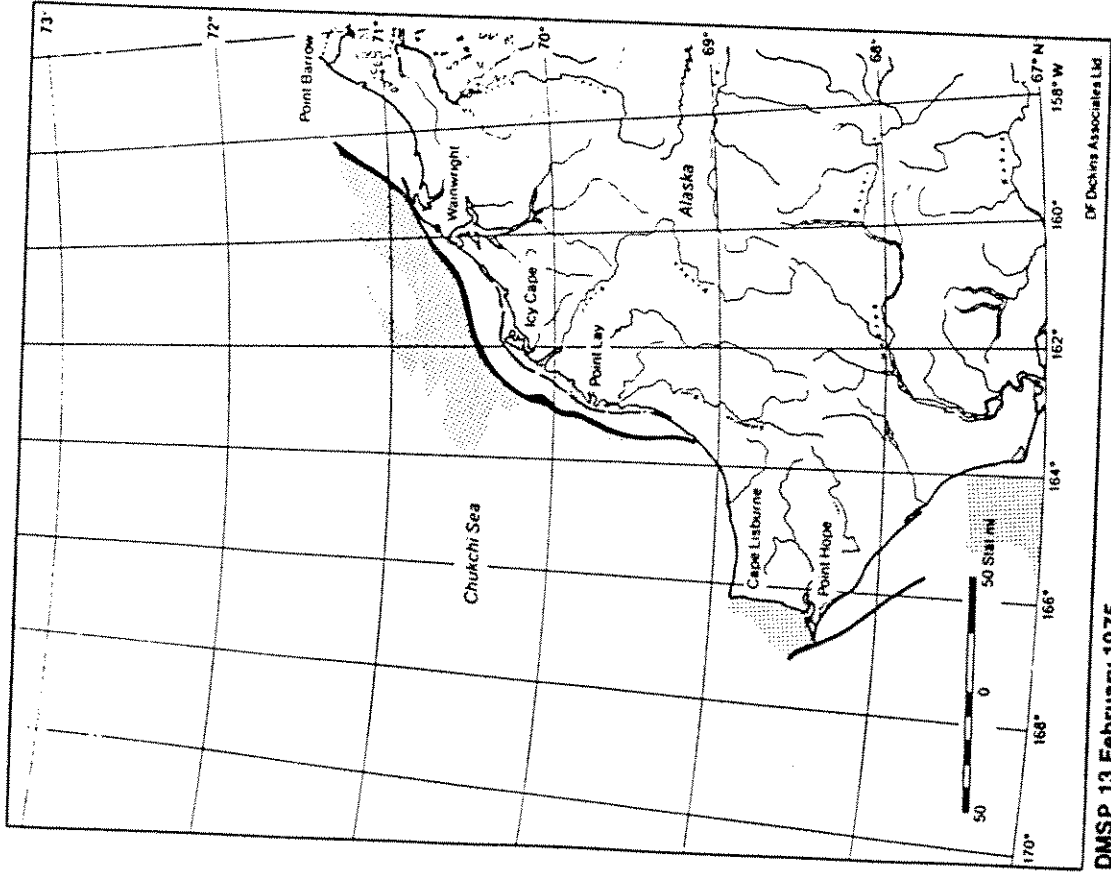 73°
72°
Point Barrow
71°
70°
Wainwright
Icy Cape
Point Lay
69°
Alaska
Chukchi Sea
68°
Cape Lisburne
Point Hope
67° N
50 0 50 Stat mi
170°
168°
166°
164°
162°
160°
158° W
DF Dickins Associates Ltd.
DMSP 13 February 1975